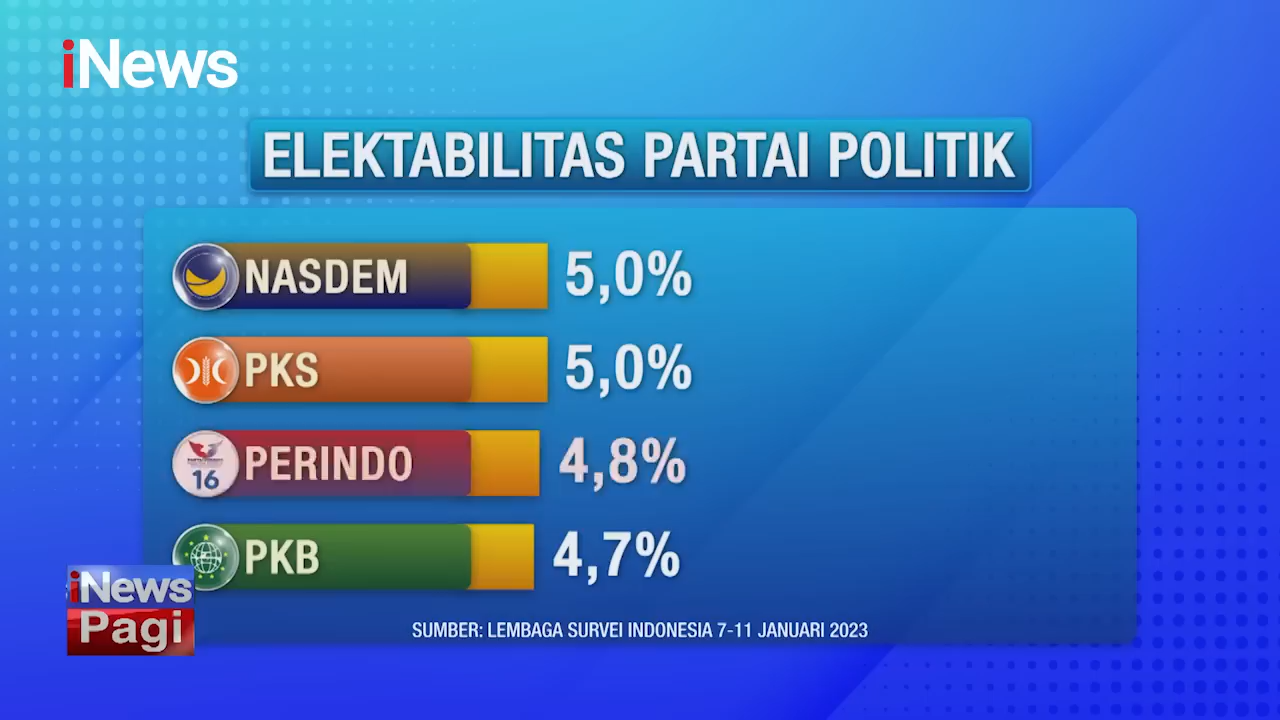 iNews
ELEKTABILITAS PARTAI POLITIK
NASDEM 5,0%
PKS 5,0%
16
PERINDO 4,8%
PKB 4,7%
iNews
Pagi
SUMBER: LEMBAGA SURVEI INDONESIA 7-11 JANUARI 2023